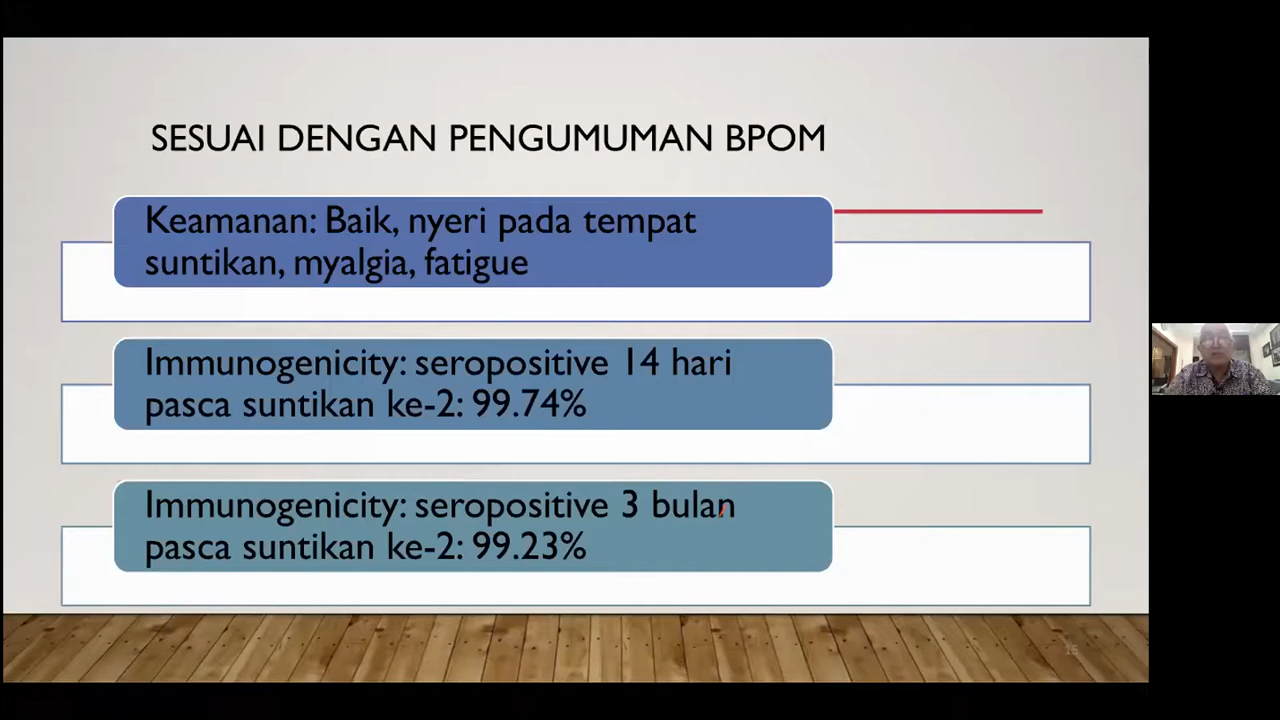 SESUAI DENGAN PENGUMUMAN BPOM
Keamanan: Baik, nyeri pada tempat
suntikan, myalgia, fatigue
Immunogenicity: seropositive 14 hari
pasca suntikan ke-2: 99.74%
Immunogenicity: seropositive 3 bulan
pasca suntikan ke-2: 99.23%
15